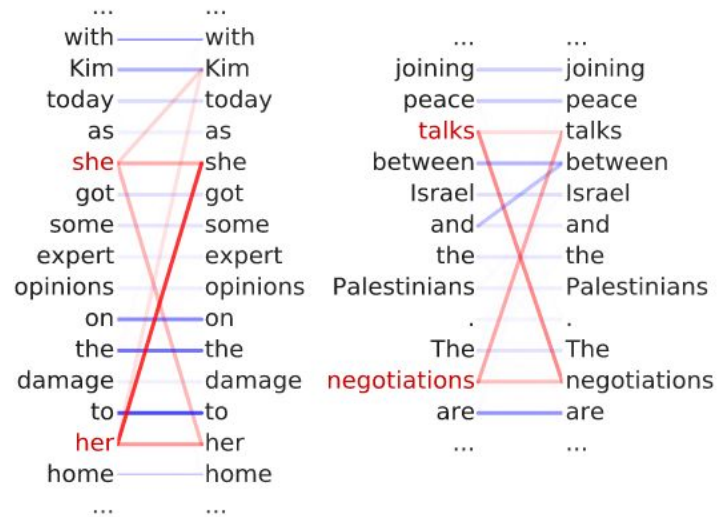 ... ...
with with
Kim Kim
today today
as as
she she
got got
some some
expert expert
opinions opinions
on on
the the
damage damage
to to
her her
home home
... ...
... ...
joining joining
peace peace
talks talks
between between
Israel Israel
and and
the the
Palestinians Palestinians
. .
The The
negotiations negotiations
are are
... ...